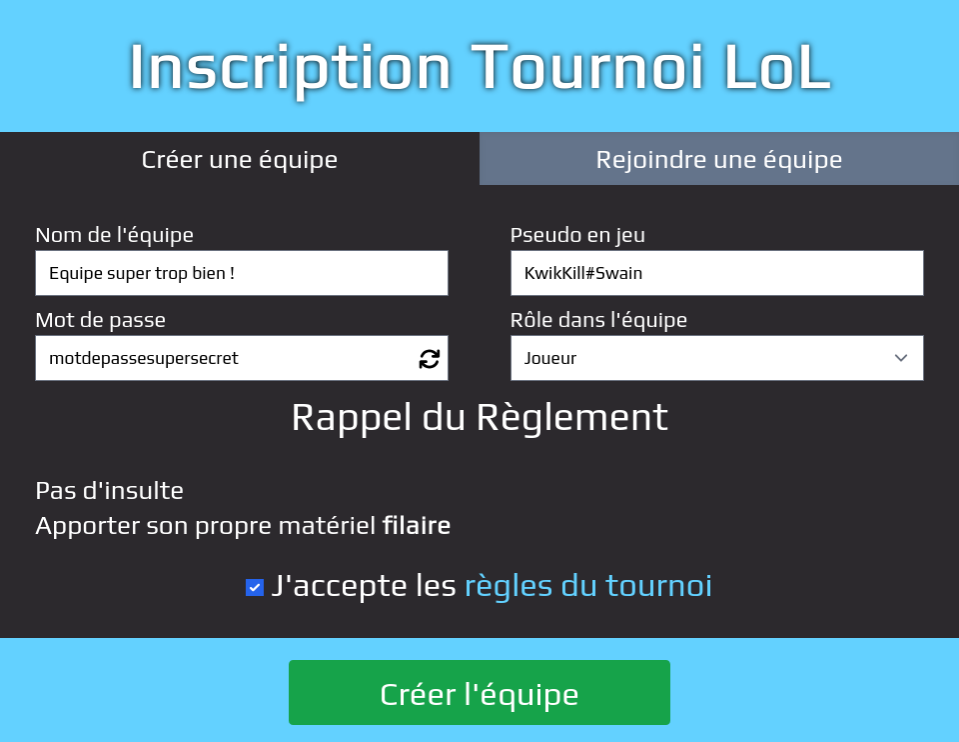 Inscription Tournoi LoL
Créer une équipe
Rejoindre une équipe
Nom de l'équipe
Equipe super trop bien !
Mot de passe
motdepassesupersecret
Pseudo en jeu
KwikKill#Swain
Rôle dans l'équipe
Joueur
Rappel du Règlement
Pas d'insulte
Apporter son propre matériel filaire
J'accepte les règles du tournoi
Créer l'équipe